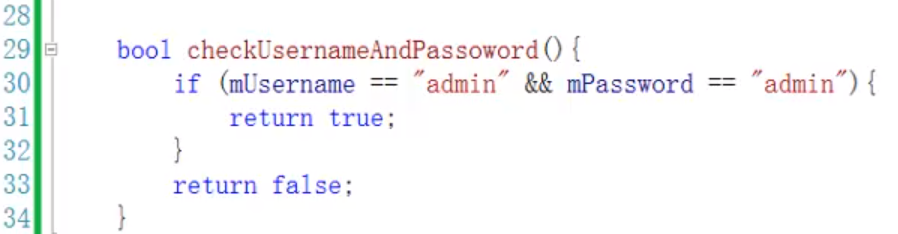 28
29 bool checkUsernameAndPassoword(){
30 if (mUsername == "admin" && mPassword == "admin"){
31 return true;
32 }
33 return false;
34 }